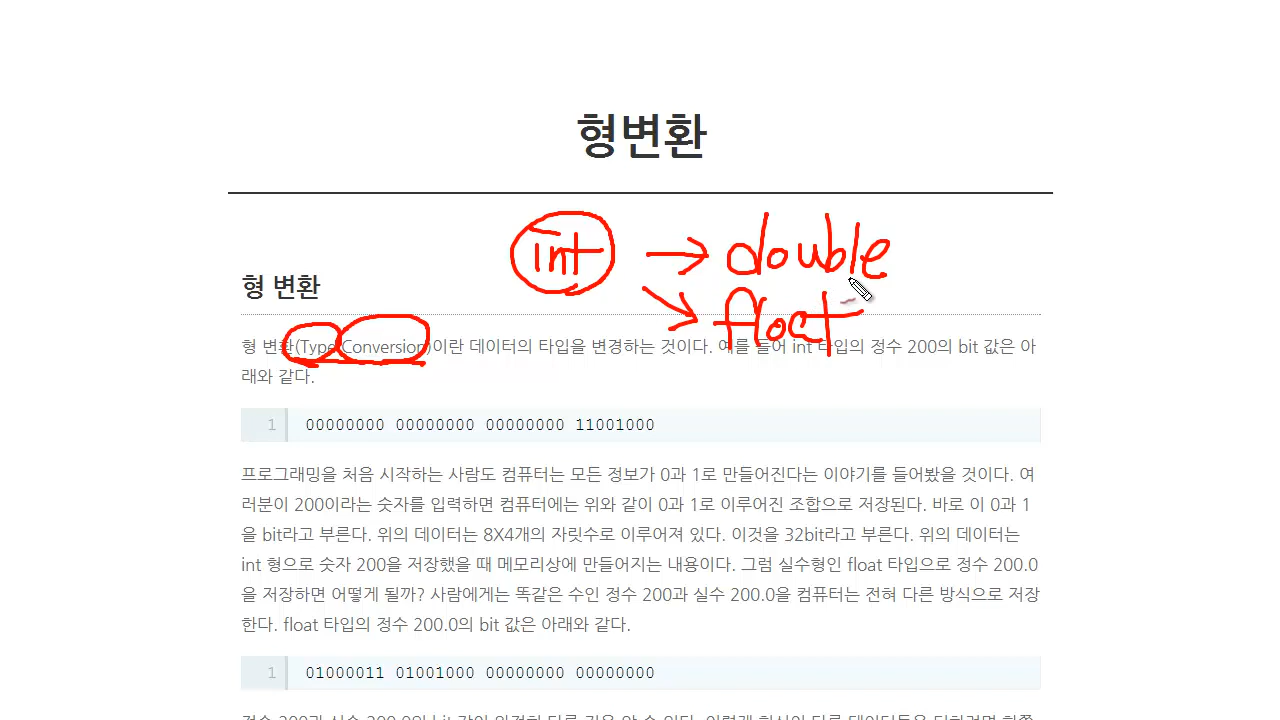 형변환
int → double
float
형 변환
형 변환(Type Conversion)이란 데이터의 타입을 변경하는 것이다. 예를 들어 int 타입의 정수 200의 bit 값은 아
래와 같다.
1 00000000 00000000 00000000 11001000
프로그래밍을 처음 시작하는 사람도 컴퓨터는 모든 정보가 0과 1로 만들어진다는 이야기를 들어봤을 것이다. 여
러분이 200이라는 숫자를 입력하면 컴퓨터에는 위와 같이 0과 1로 이루어진 조합으로 저장된다. 바로 이 0과 1
을 bit라고 부른다. 위의 데이터는 8X4개의 자릿수로 이루어져 있다. 이것을 32bit라고 부른다. 위의 데이터는
int 형으로 숫자 200을 저장했을 때 메모리상에 만들어지는 내용이다. 그럼 실수형인 float 타입으로 정수 200.0
을 저장하면 어떻게 될까? 사람에게는 똑같은 수인 정수 200과 실수 200.0을 컴퓨터는 전혀 다른 방식으로 저장
한다. float 타입의 정수 200.0의 bit 값은 아래와 같다.
1 01000011 01001000 00000000 00000000